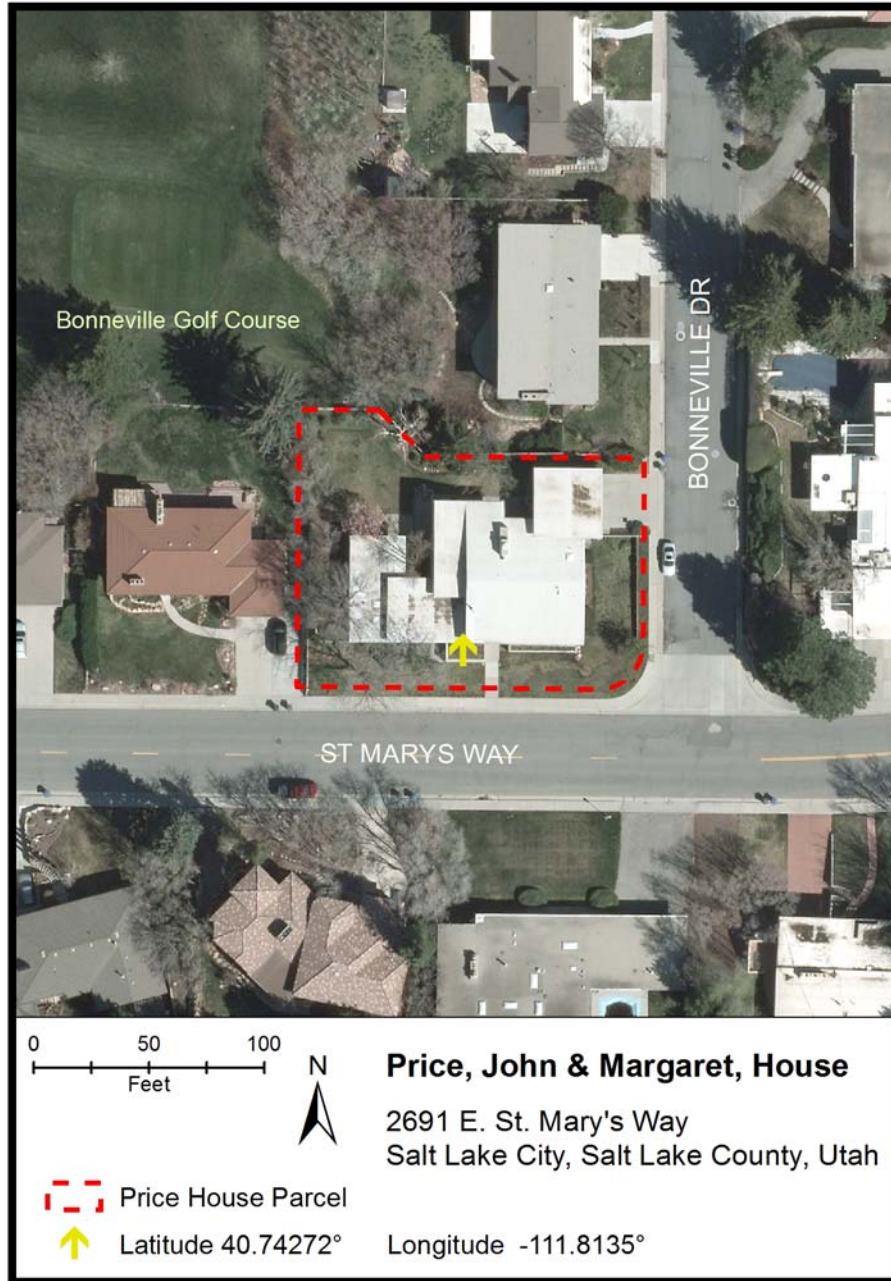 Bonneville Golf Course
BONNEVILLE DR
ST MARYS WAY
0 50 100
Feet
N
Price, John & Margaret, House
2691 E. St. Mary's Way
Salt Lake City, Salt Lake County, Utah
Price House Parcel
Latitude 40.74272° Longitude -111.8135°